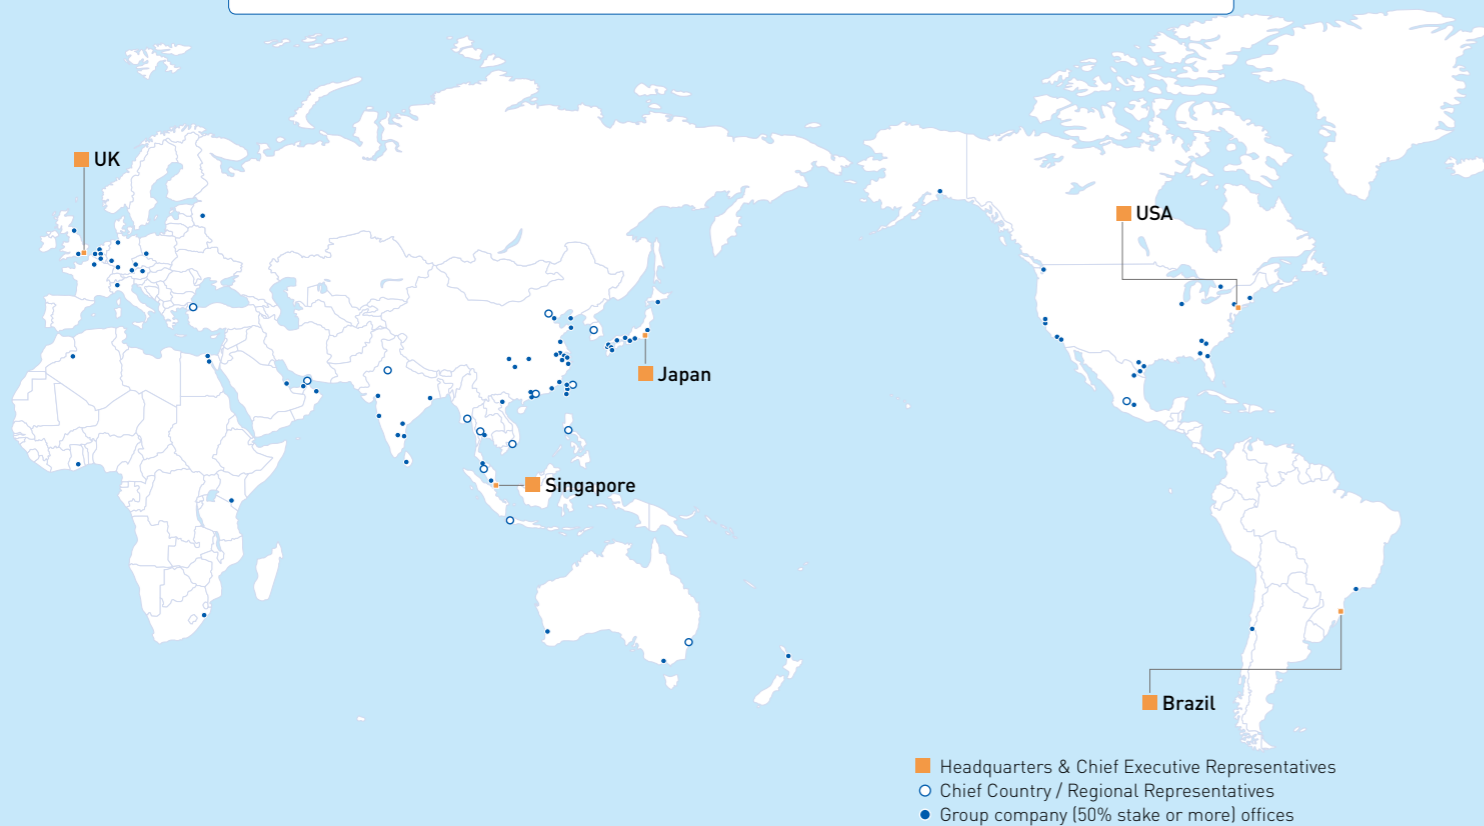 UK
USA
Japan
Singapore
Brazil
Headquarters & Chief Executive Representatives
Chief Country / Regional Representatives
Group company (50% stake or more) offices